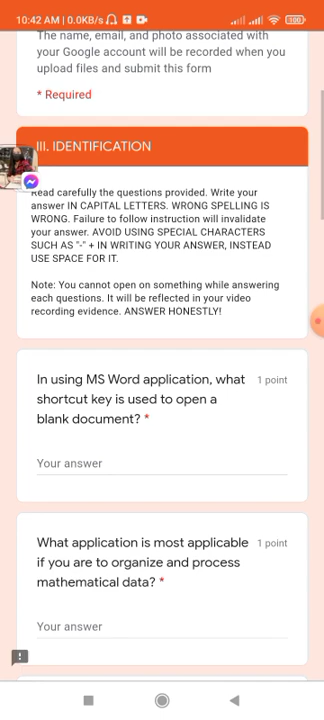 10:42 AM | 0.0KB/s
100
The name, email, and photo associated with
your Google account will be recorded when you
upload files and submit this form
* Required
III. IDENTIFICATION
Read carefully the questions provided. Write your
answer IN CAPITAL LETTERS. WRONG SPELLING IS
WRONG. Failure to follow instruction will invalidate
your answer. AVOID USING SPECIAL CHARACTERS
SUCH AS "-" + IN WRITING YOUR ANSWER, INSTEAD
USE SPACE FOR IT.
Note: You cannot open on something while answering
each questions. It will be reflected in your video
recording evidence. ANSWER HONESTLY!
In using MS Word application, what 1 point
shortcut key is used to open a
blank document? *
Your answer
What application is most applicable 1 point
if you are to organize and process
mathematical data? *
Your answer